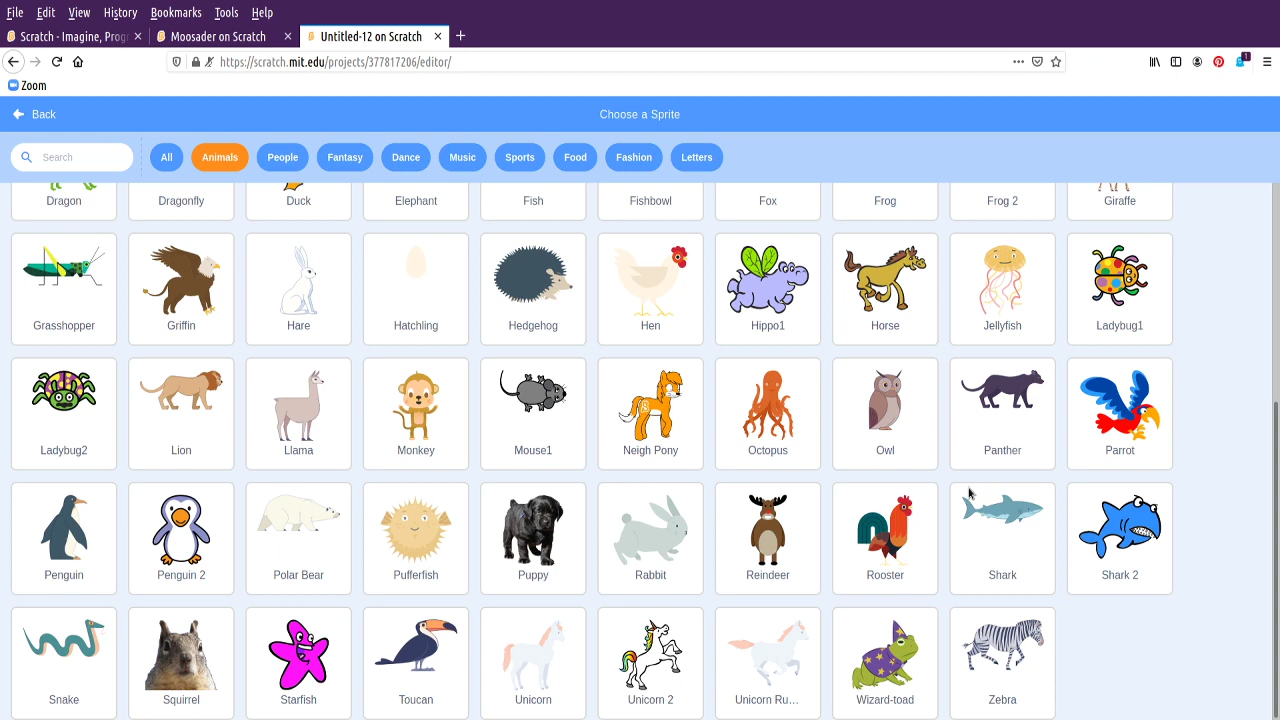 File Edit View History Bookmarks Tools Help
Scratch - Imagine, Prog Moosader on Scratch Untitled-12 on Scratch
https://scratch.mit.edu/projects/377817206/editor/
1
Zoom
Back Choose a Sprite
Search All Animals People Fantasy Dance Music Sports Food Fashion Letters
Dragon Dragonfly Duck Elephant Fish Fishbowl Fox Frog Frog 2 Giraffe
Grasshopper Griffin Hare Hatchling Hedgehog Hen Hippo1 Horse Jellyfish Ladybug1
Ladybug2 Lion Llama Monkey Mouse1 Neigh Pony Octopus Owl Panther Parrot
Penguin Penguin 2 Polar Bear Pufferfish Puppy Rabbit Reindeer Rooster Shark Shark 2
Snake Squirrel Starfish Toucan Unicorn Unicorn 2 Unicorn Ru... Wizard-toad Zebra